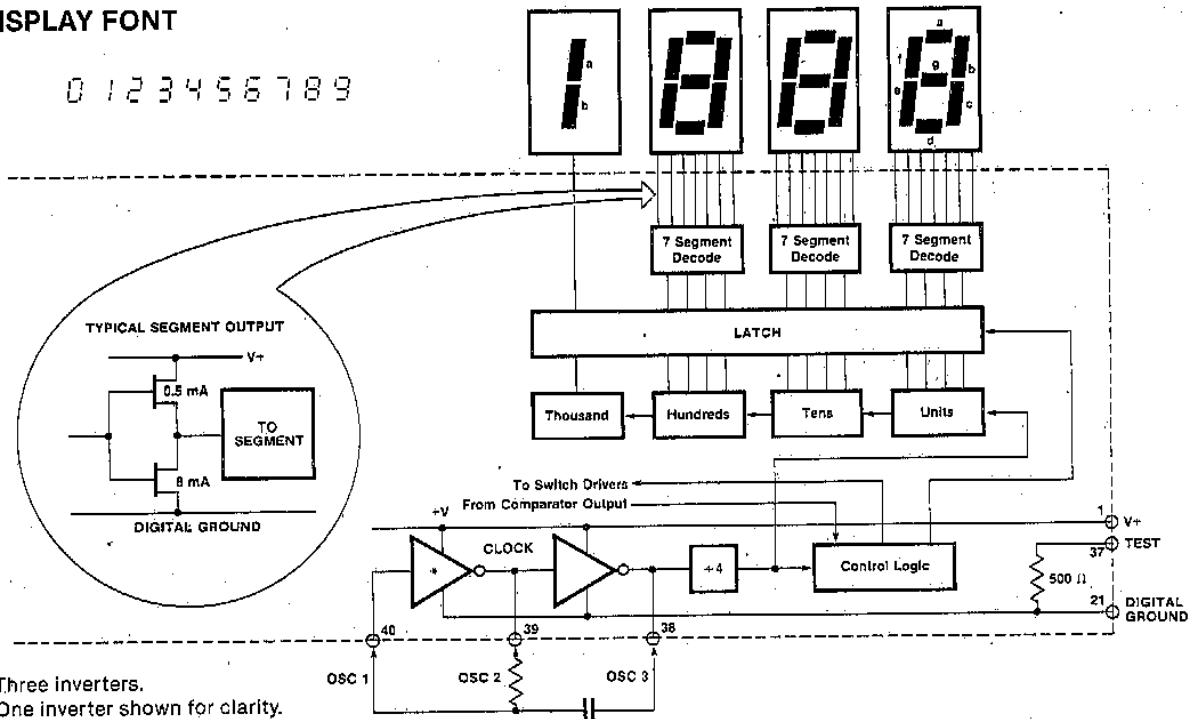 ISPLAY FONT
0 1 2 3 4 5 6 7 8 9
a
b
a
f
g
b
e
c
d
7 Segment Decode
7 Segment Decode
7 Segment Decode
TYPICAL SEGMENT OUTPUT
V+
0.5 mA
TO SEGMENT
8 mA
DIGITAL GROUND
LATCH
Thousand
Hundreds
Tens
Units
To Switch Drivers
From Comparator Output
+V
CLOCK
÷4
Control Logic
1
V+
37
TEST
500 Ω
21
DIGITAL GROUND
*
40
39
38
OSC 1
OSC 2
OSC 3
Three inverters.
One inverter shown for clarity.